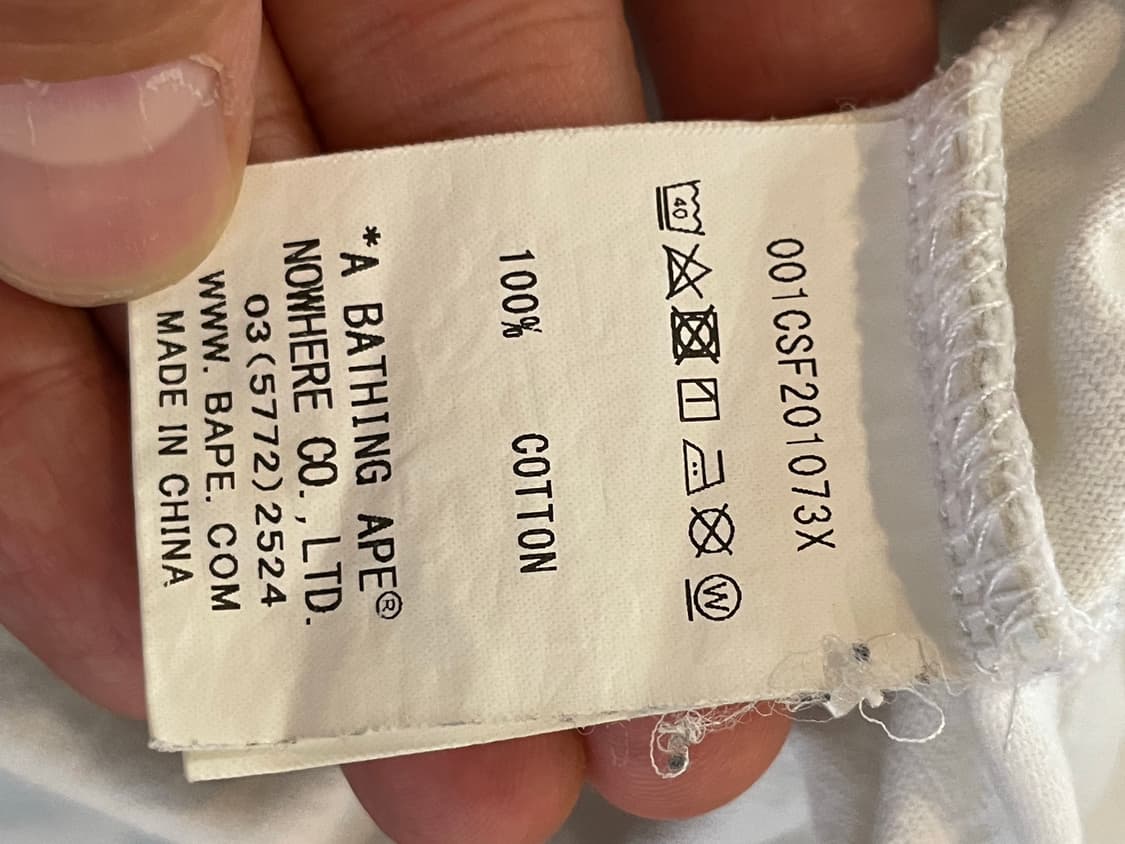 001CSF201073X
40
W
100% COTTON
*A BATHING APE®
NOWHERE CO., LTD.
03(5772)2524
WWW. BAPE. COM
MADE IN CHINA